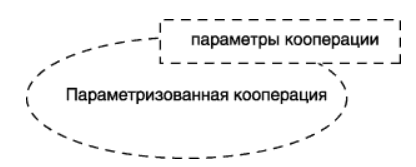 параметры кооперации
Параметризованная кооперация